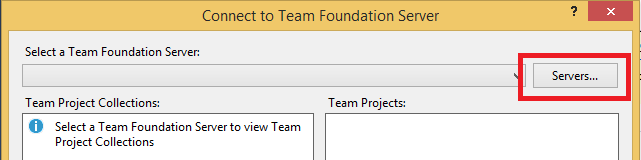 Connect to Team Foundation Server
Select a Team Foundation Server:
Servers...
Team Project Collections:
Team Projects:
Select a Team Foundation Server to view Team
Project Collections